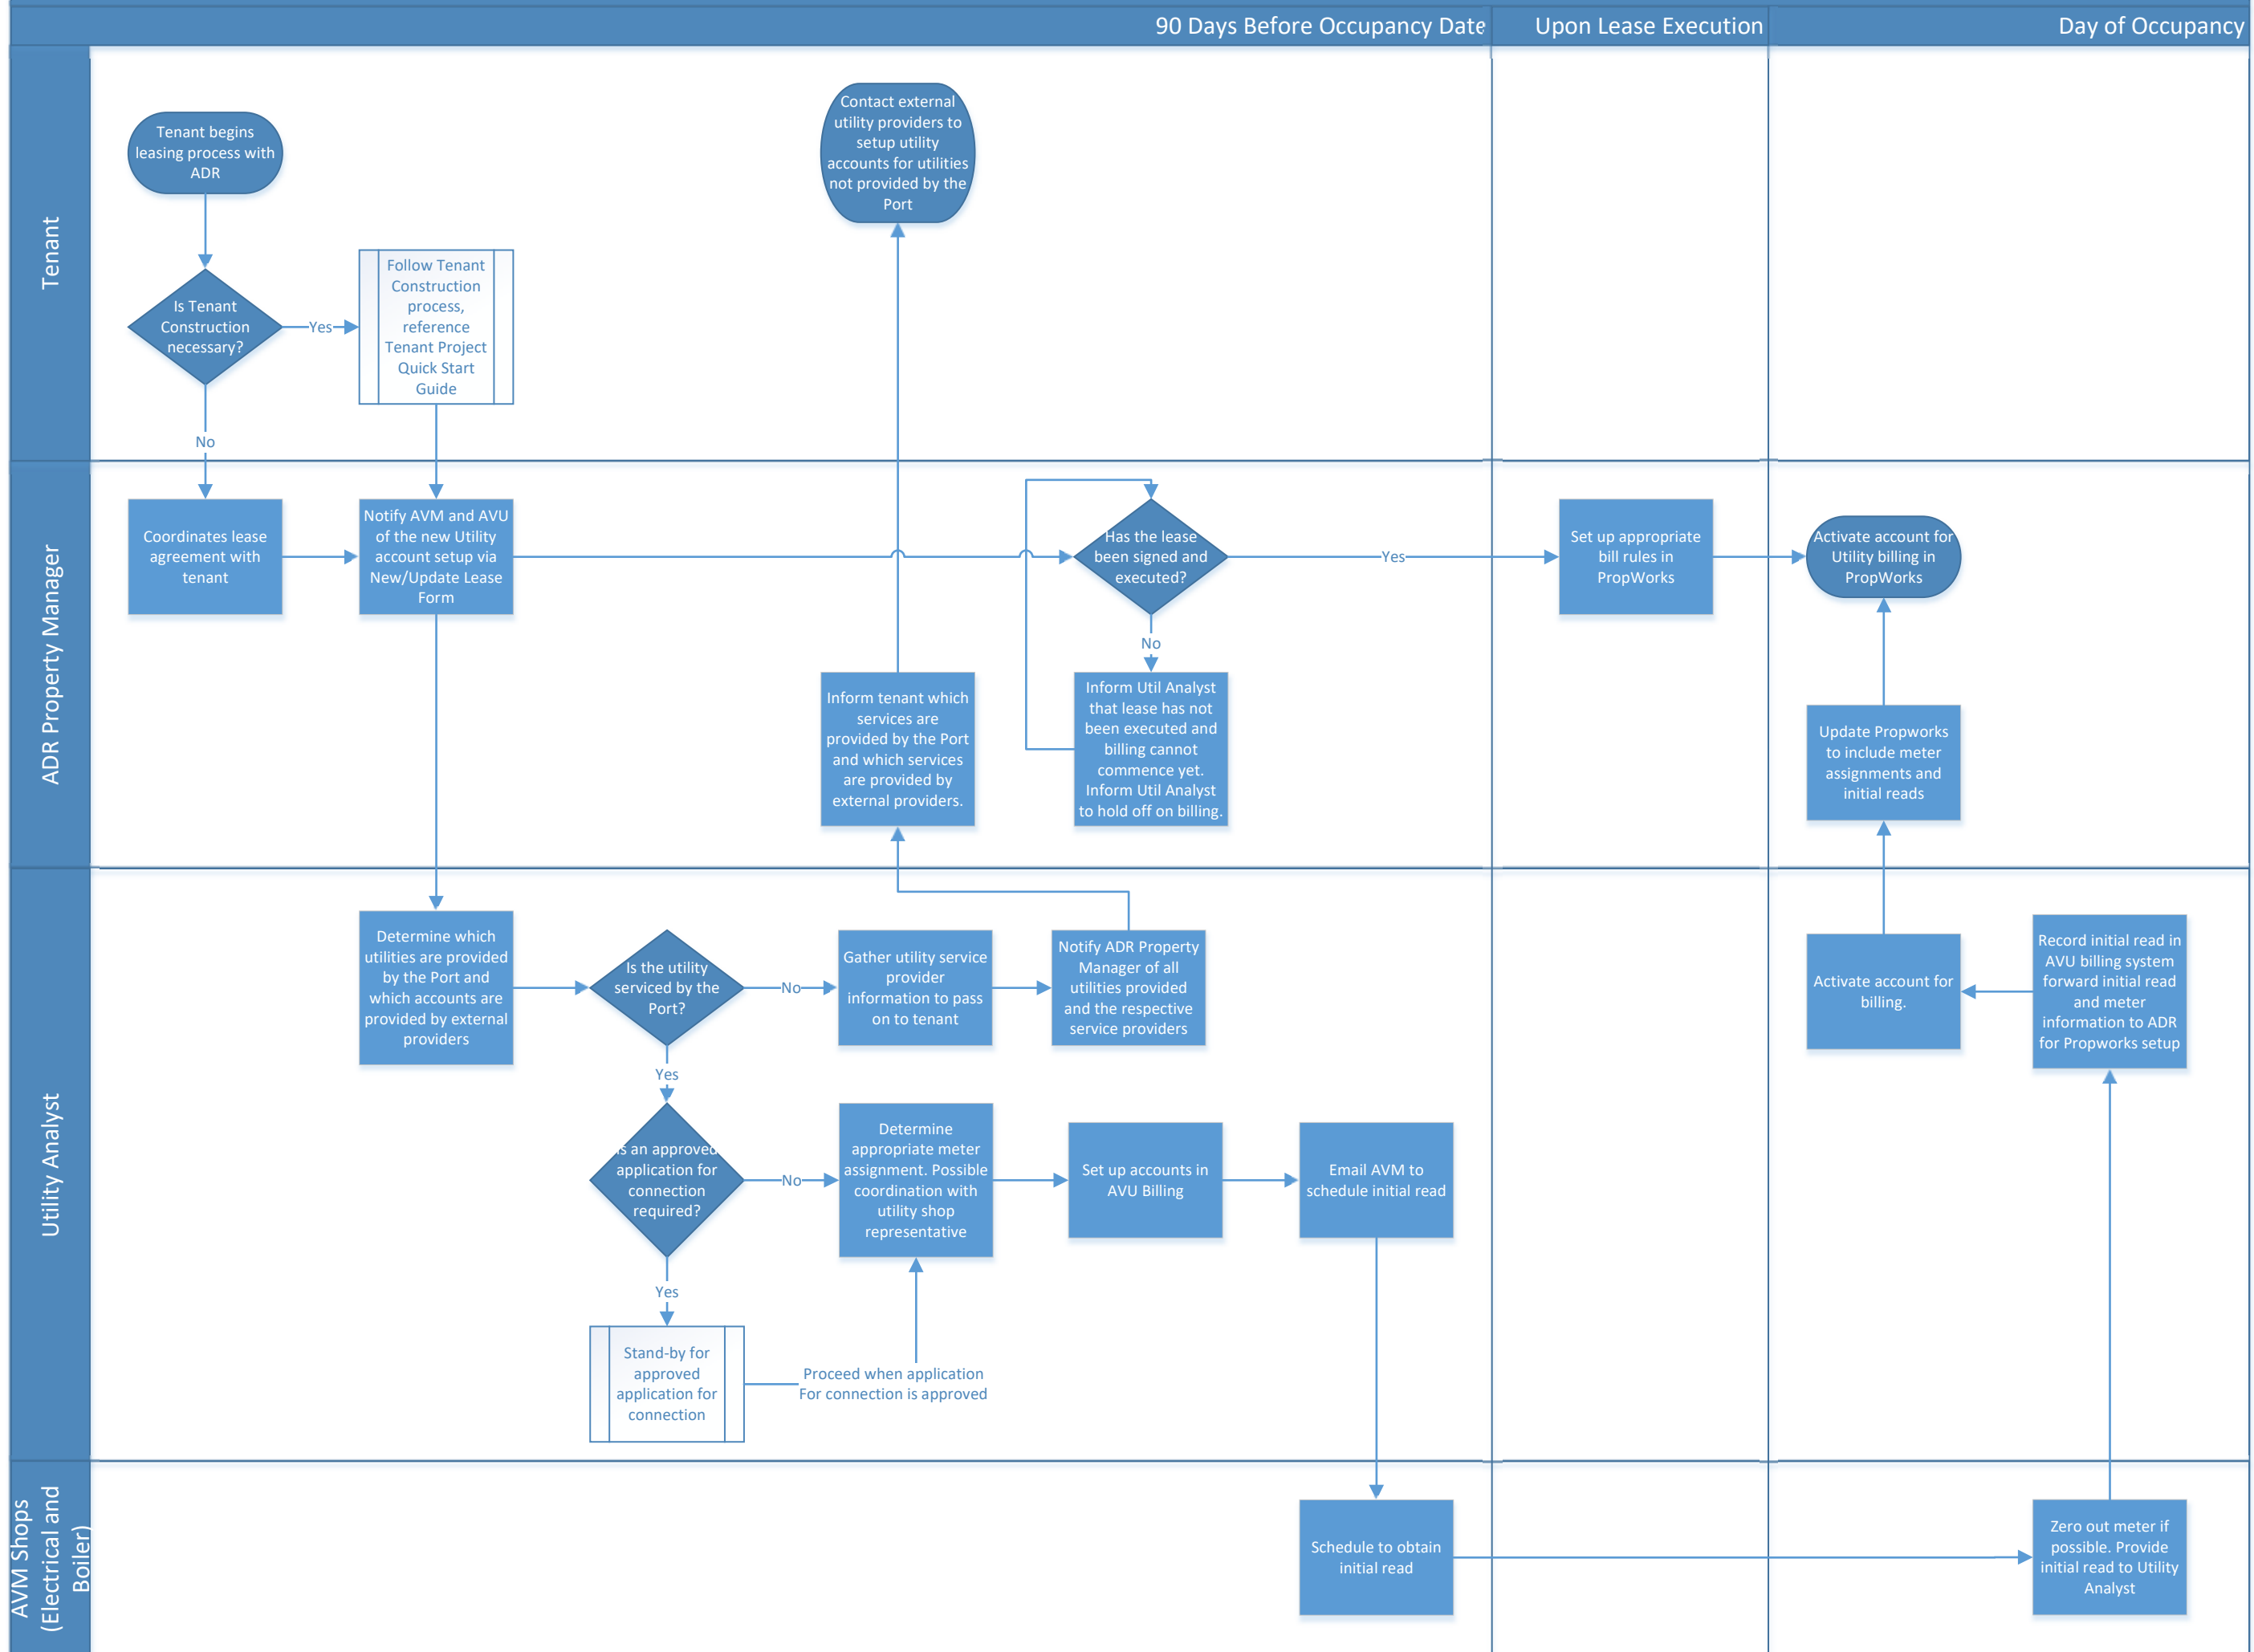 90 Days Before Occupancy Date
Upon Lease Execution
Day of Occupancy
Tenant
Tenant begins
leasing process with
ADR
Is Tenant
Construction
necessary?
Yes
No
Follow Tenant
Construction
process,
reference
Tenant Project
Quick Start
Guide
Contact external
utility providers to
setup utility
accounts for utilities
not provided by the
Port
ADR Property Manager
Coordinates lease
agreement with
tenant
Notify AVM and AVU
of the new Utility
account setup via
New/Update Lease
Form
Has the lease
been signed and
executed?
Yes
No
Set up appropriate
bill rules in
PropWorks
Activate account for
Utility billing in
PropWorks
Inform tenant which
services are
provided by the Port
and which services
are provided by
external providers.
Inform Util Analyst
that lease has not
been executed and
billing cannot
commence yet.
Inform Util Analyst
to hold off on billing.
Update Propworks
to include meter
assignments and
initial reads
Utility Analyst
Determine which
utilities are provided
by the Port and
which accounts are
provided by external
providers
Is the utility
serviced by the
Port?
No
Yes
Gather utility service
provider
information to pass
on to tenant
Notify ADR Property
Manager of all
utilities provided
and the respective
service providers
Activate account for
billing.
Record initial read in
AVU billing system
forward initial read
and meter
information to ADR
for Propworks setup
Is an approved
application for
connection
required?
No
Yes
Determine
appropriate meter
assignment. Possible
coordination with
utility shop
representative
Set up accounts in
AVU Billing
Email AVM to
schedule initial read
Stand-by for
approved
application for
connection
Proceed when application
For connection is approved
AVM Shops
(Electrical and
Boiler)
Schedule to obtain
initial read
Zero out meter if
possible. Provide
initial read to Utility
Analyst